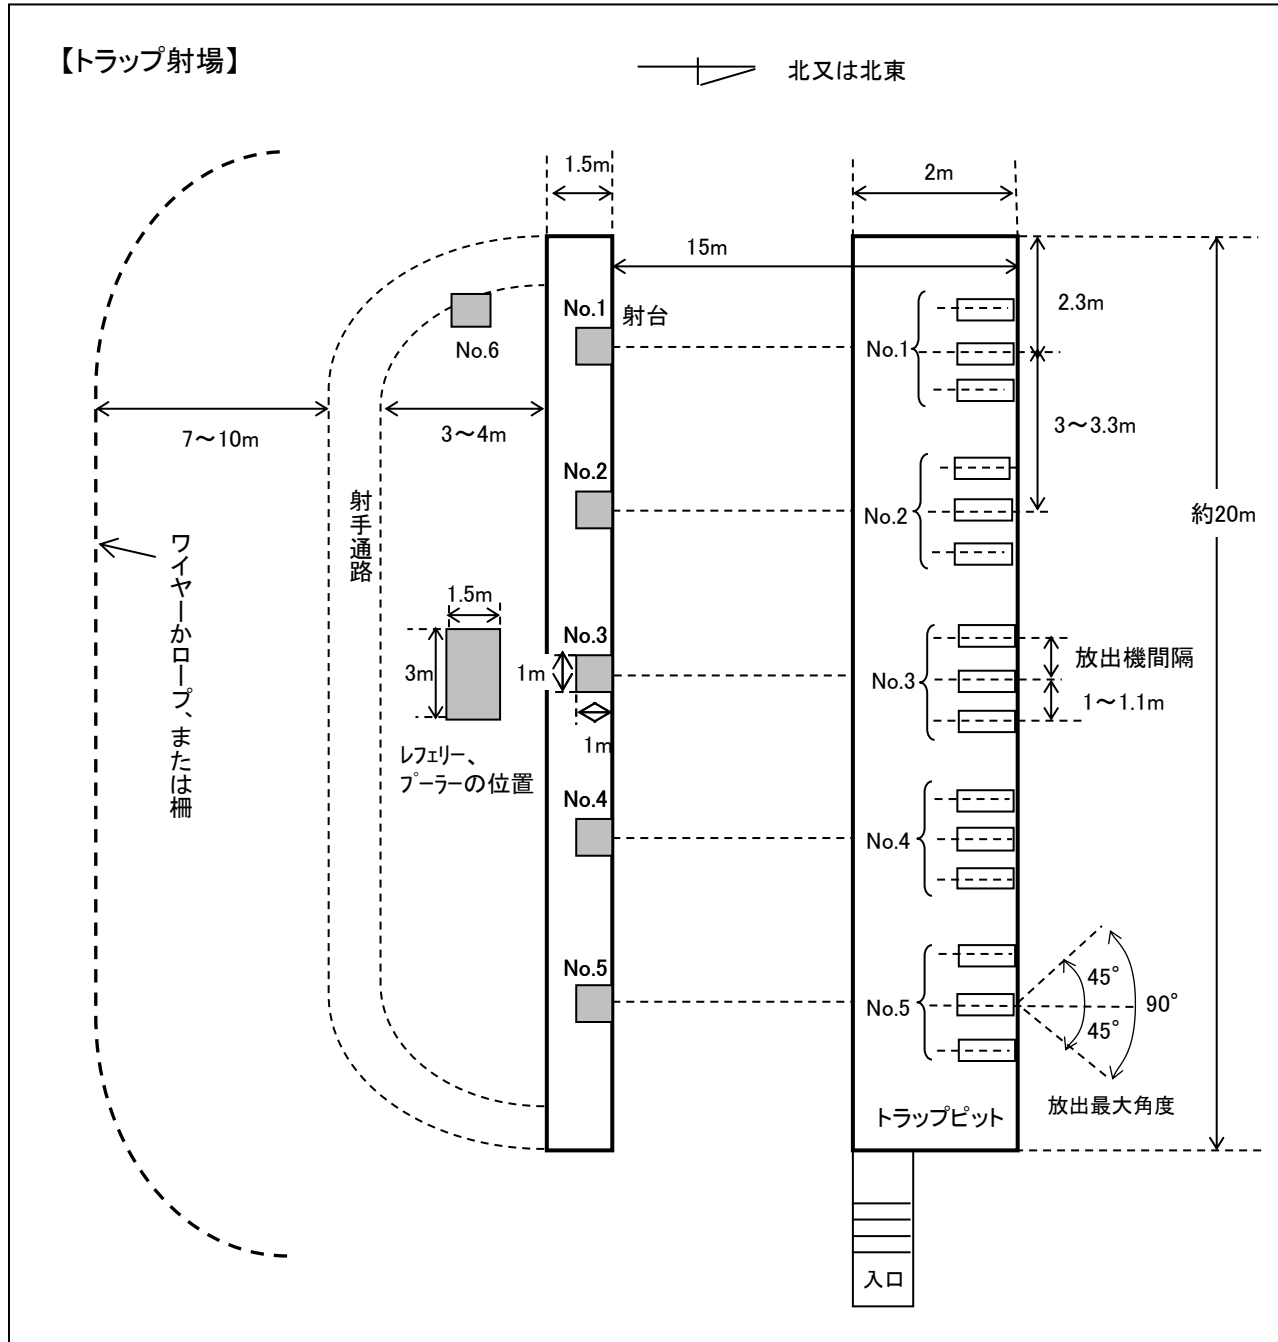 【トラップ射場】
北又は北東
1.5m
2m
15m
2.3m
No.1
射台
No.6
No.1
7～10m
3～4m
3～3.3m
No.2
No.2
約20m
射手通路
ワイヤーかロープ、または柵
1.5m
No.3
3m
1m
1m
No.3
放出機間隔
1～1.1m
レフェリー、
プーラーの位置
No.4
No.4
No.5
No.5
45°
45°
90°
放出最大角度
トラップピット
入口